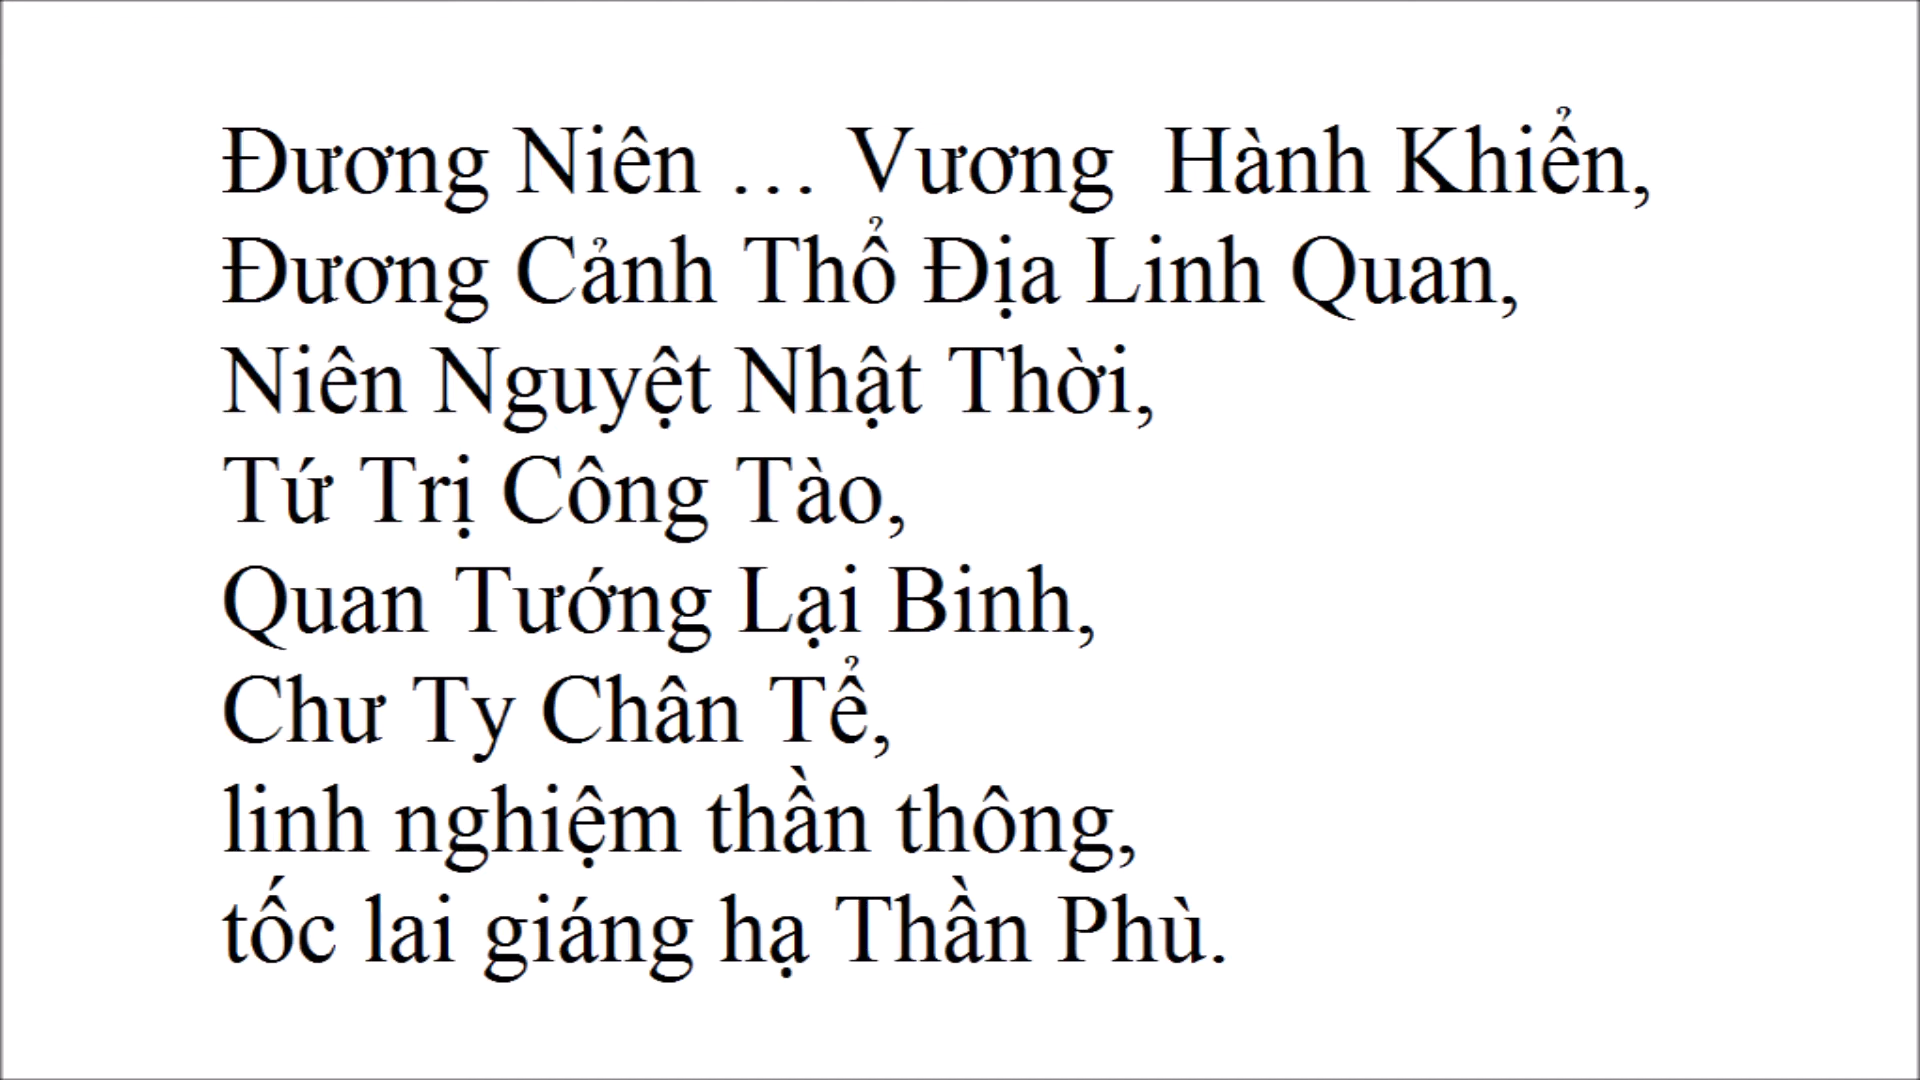 Đương Niên … Vương Hành Khiển,
Đương Cảnh Thổ Địa Linh Quan,
Niên Nguyệt Nhật Thời,
Tứ Trị Công Tào,
Quan Tướng Lại Binh,
Chư Ty Chân Tể,
linh nghiệm thần thông,
tốc lai giáng hạ Thần Phù.